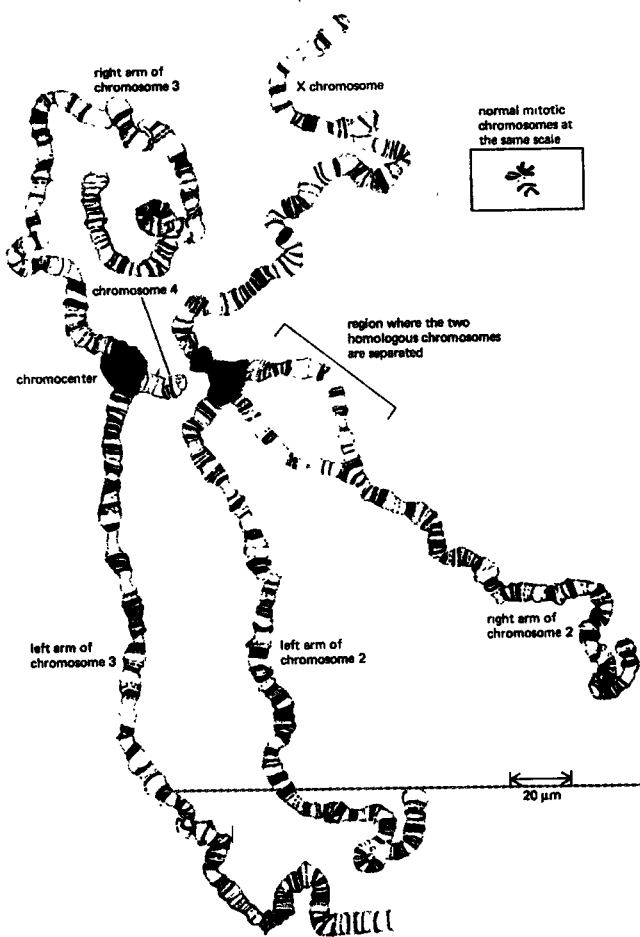 right arm of
chromosome 3
X chromosome
normal mitotic
chromosomes at
the same scale
chromosome 4
region where the two
homologous chromosomes
are separated
chromocenter
right arm of
chromosome 2
left arm of
chromosome 3
left arm of
chromosome 2
20 μm